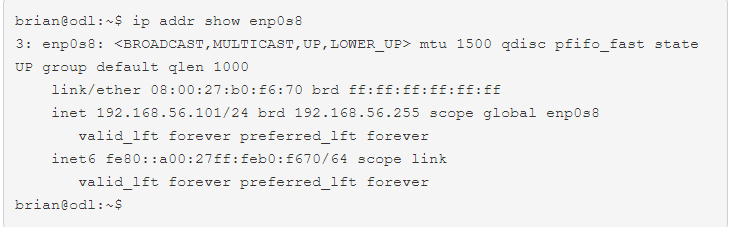 brian@odl:~$ ip addr show enp0s8
3: enp0s8: <BROADCAST,MULTICAST,UP,LOWER_UP> mtu 1500 qdisc pfifo_fast state
UP group default qlen 1000
    link/ether 08:00:27:b0:f6:70 brd ff:ff:ff:ff:ff:ff
    inet 192.168.56.101/24 brd 192.168.56.255 scope global enp0s8
       valid_lft forever preferred_lft forever
    inet6 fe80::a00:27ff:feb0:f670/64 scope link
       valid_lft forever preferred_lft forever
brian@odl:~$